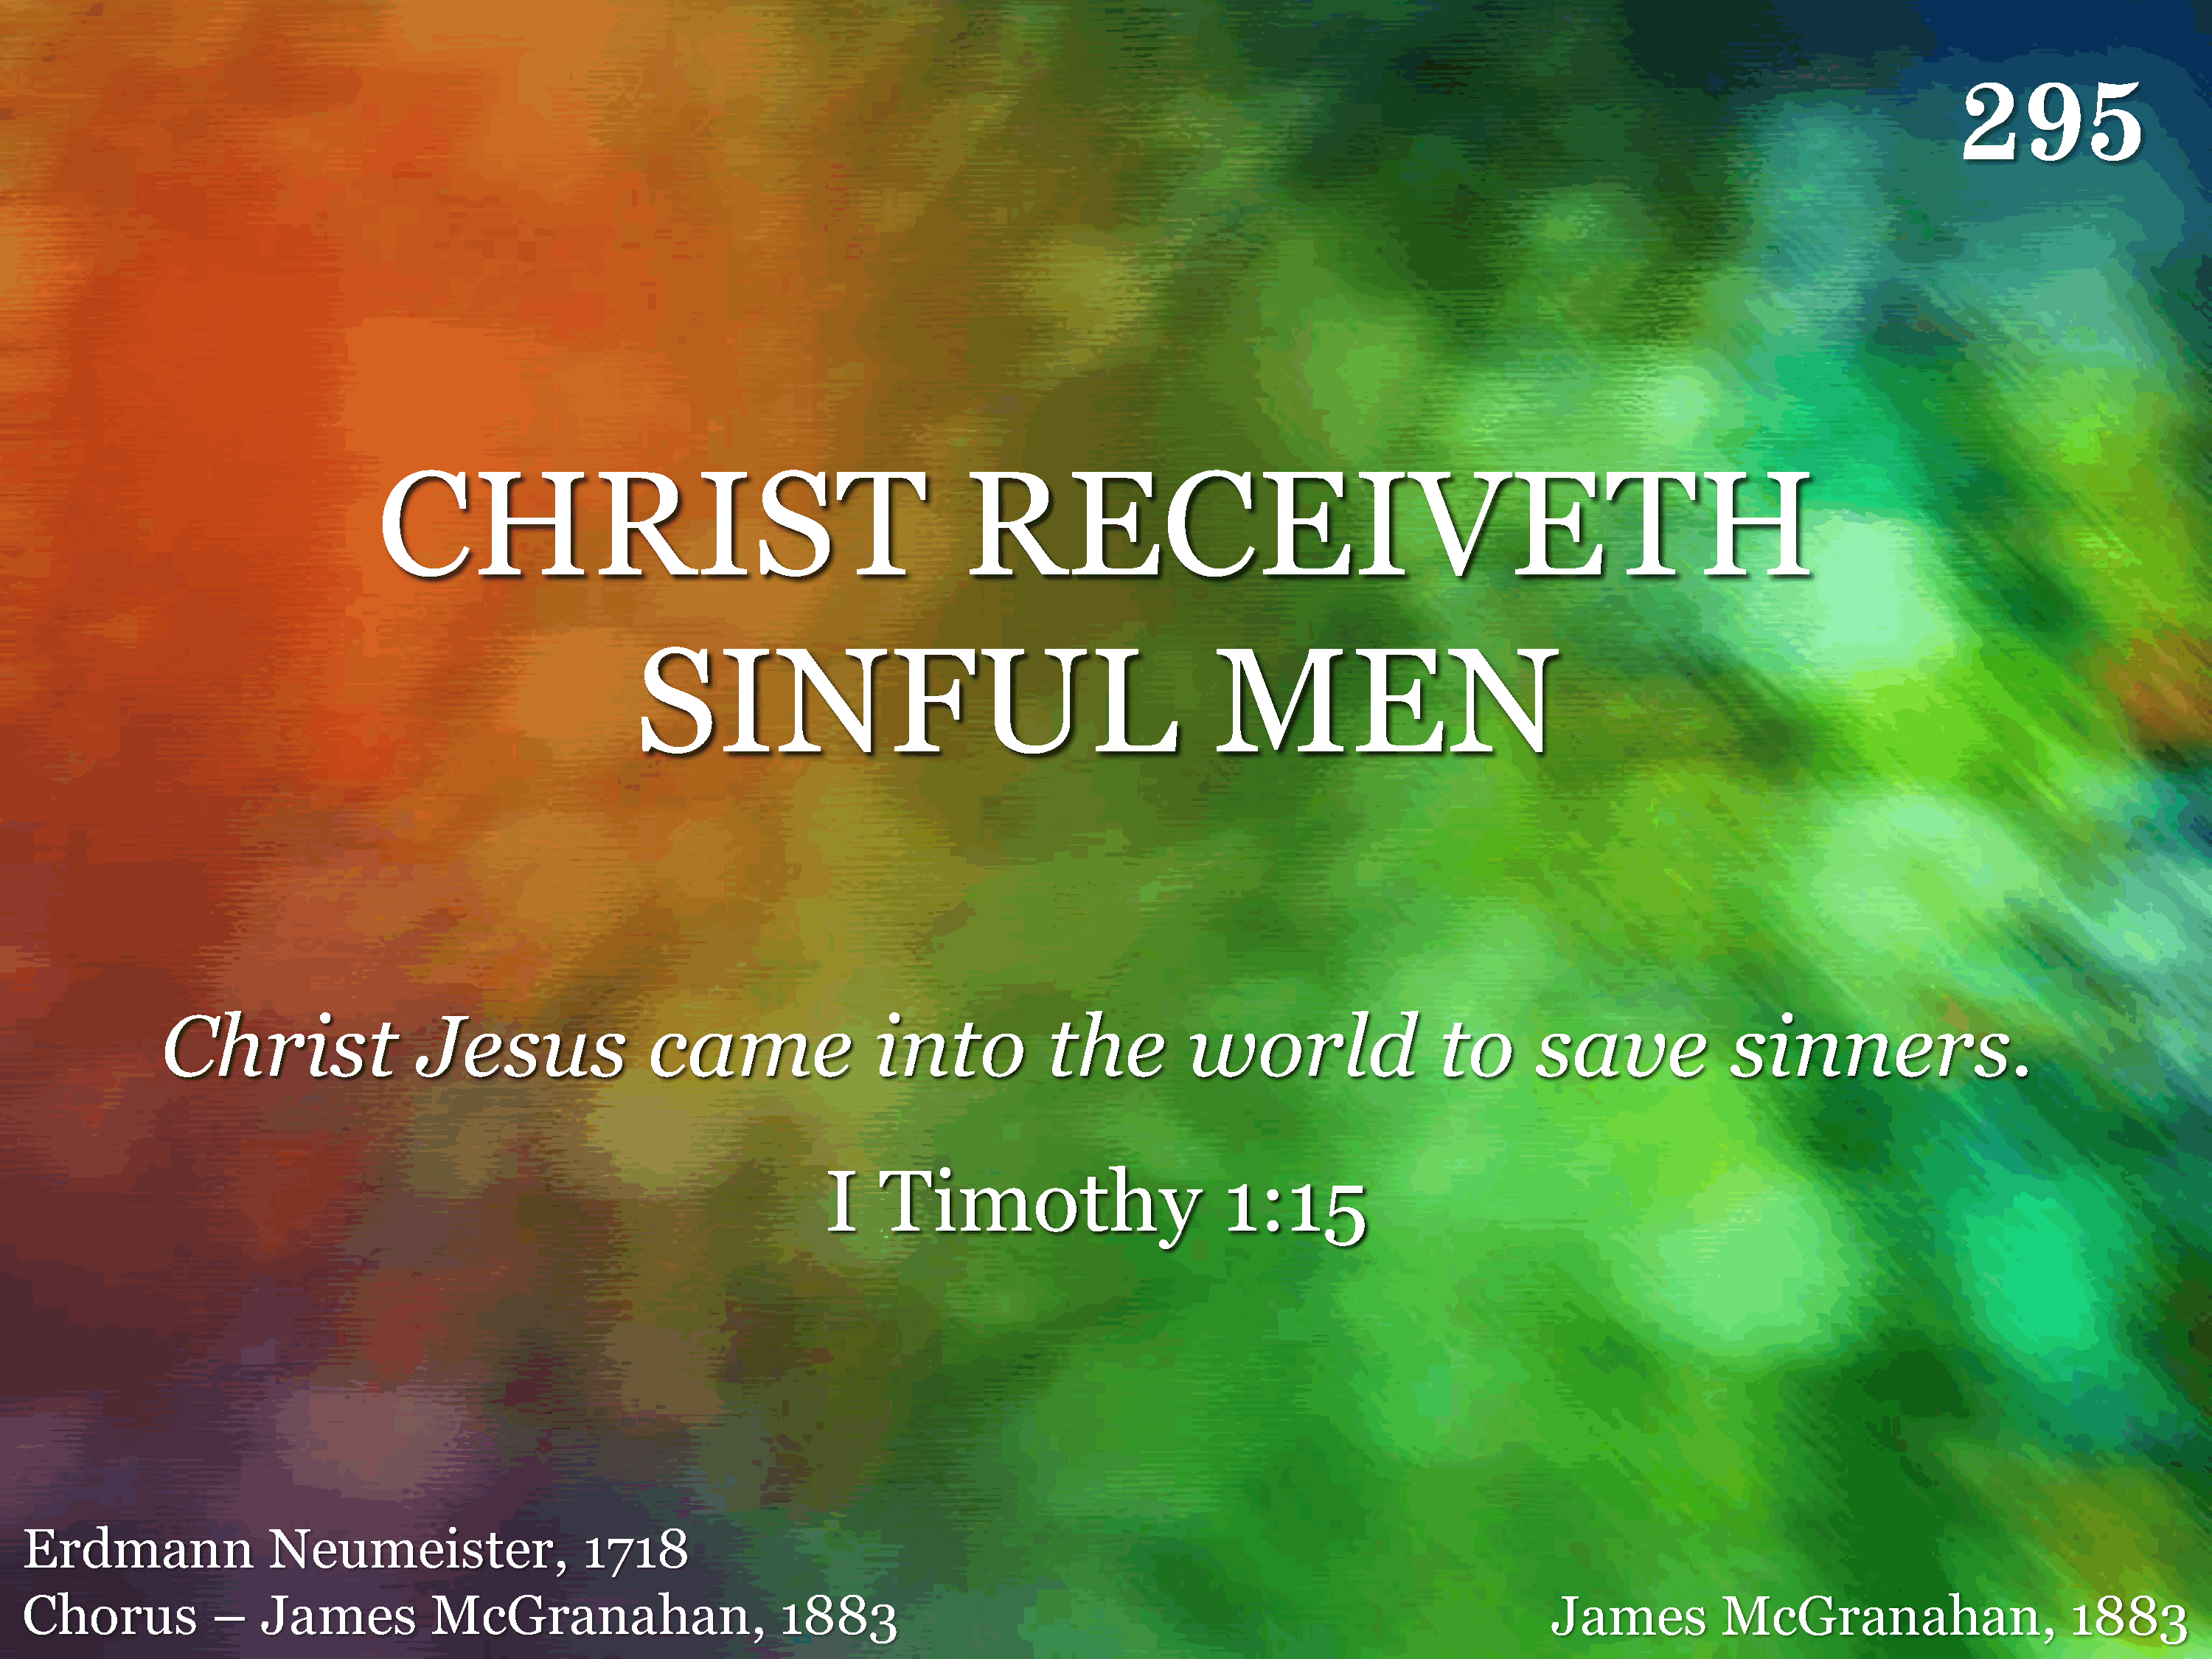 295
CHRIST RECEIVETH
SINFUL MEN
Christ Jesus came into the world to save sinners.
I Timothy 1:15
Erdmann Neumeister, 1718
Chorus – James McGranahan, 1883
James McGranahan, 1883